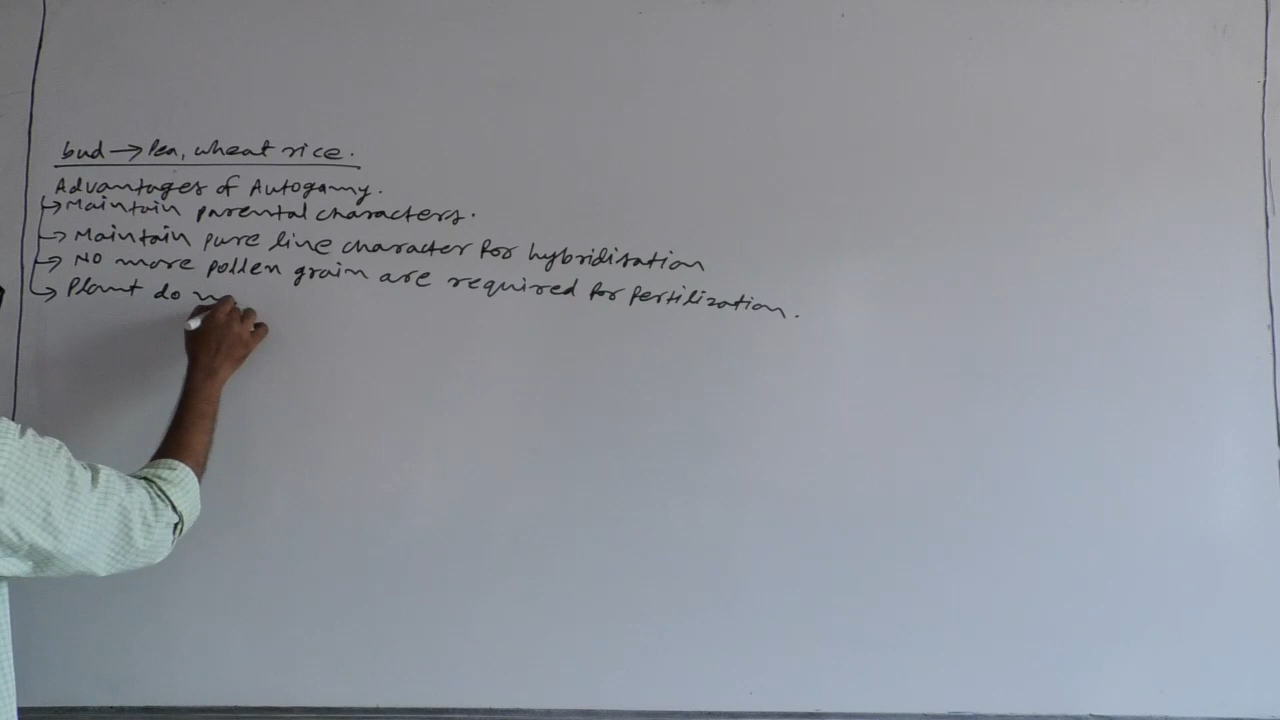 bud → Pea, wheat rice.
Advantages of Autogamy.
→ Maintain parental characters.
→ Maintain pure line character for hybridisation
→ NO more pollen grain are required for fertilization.
→ Plant do